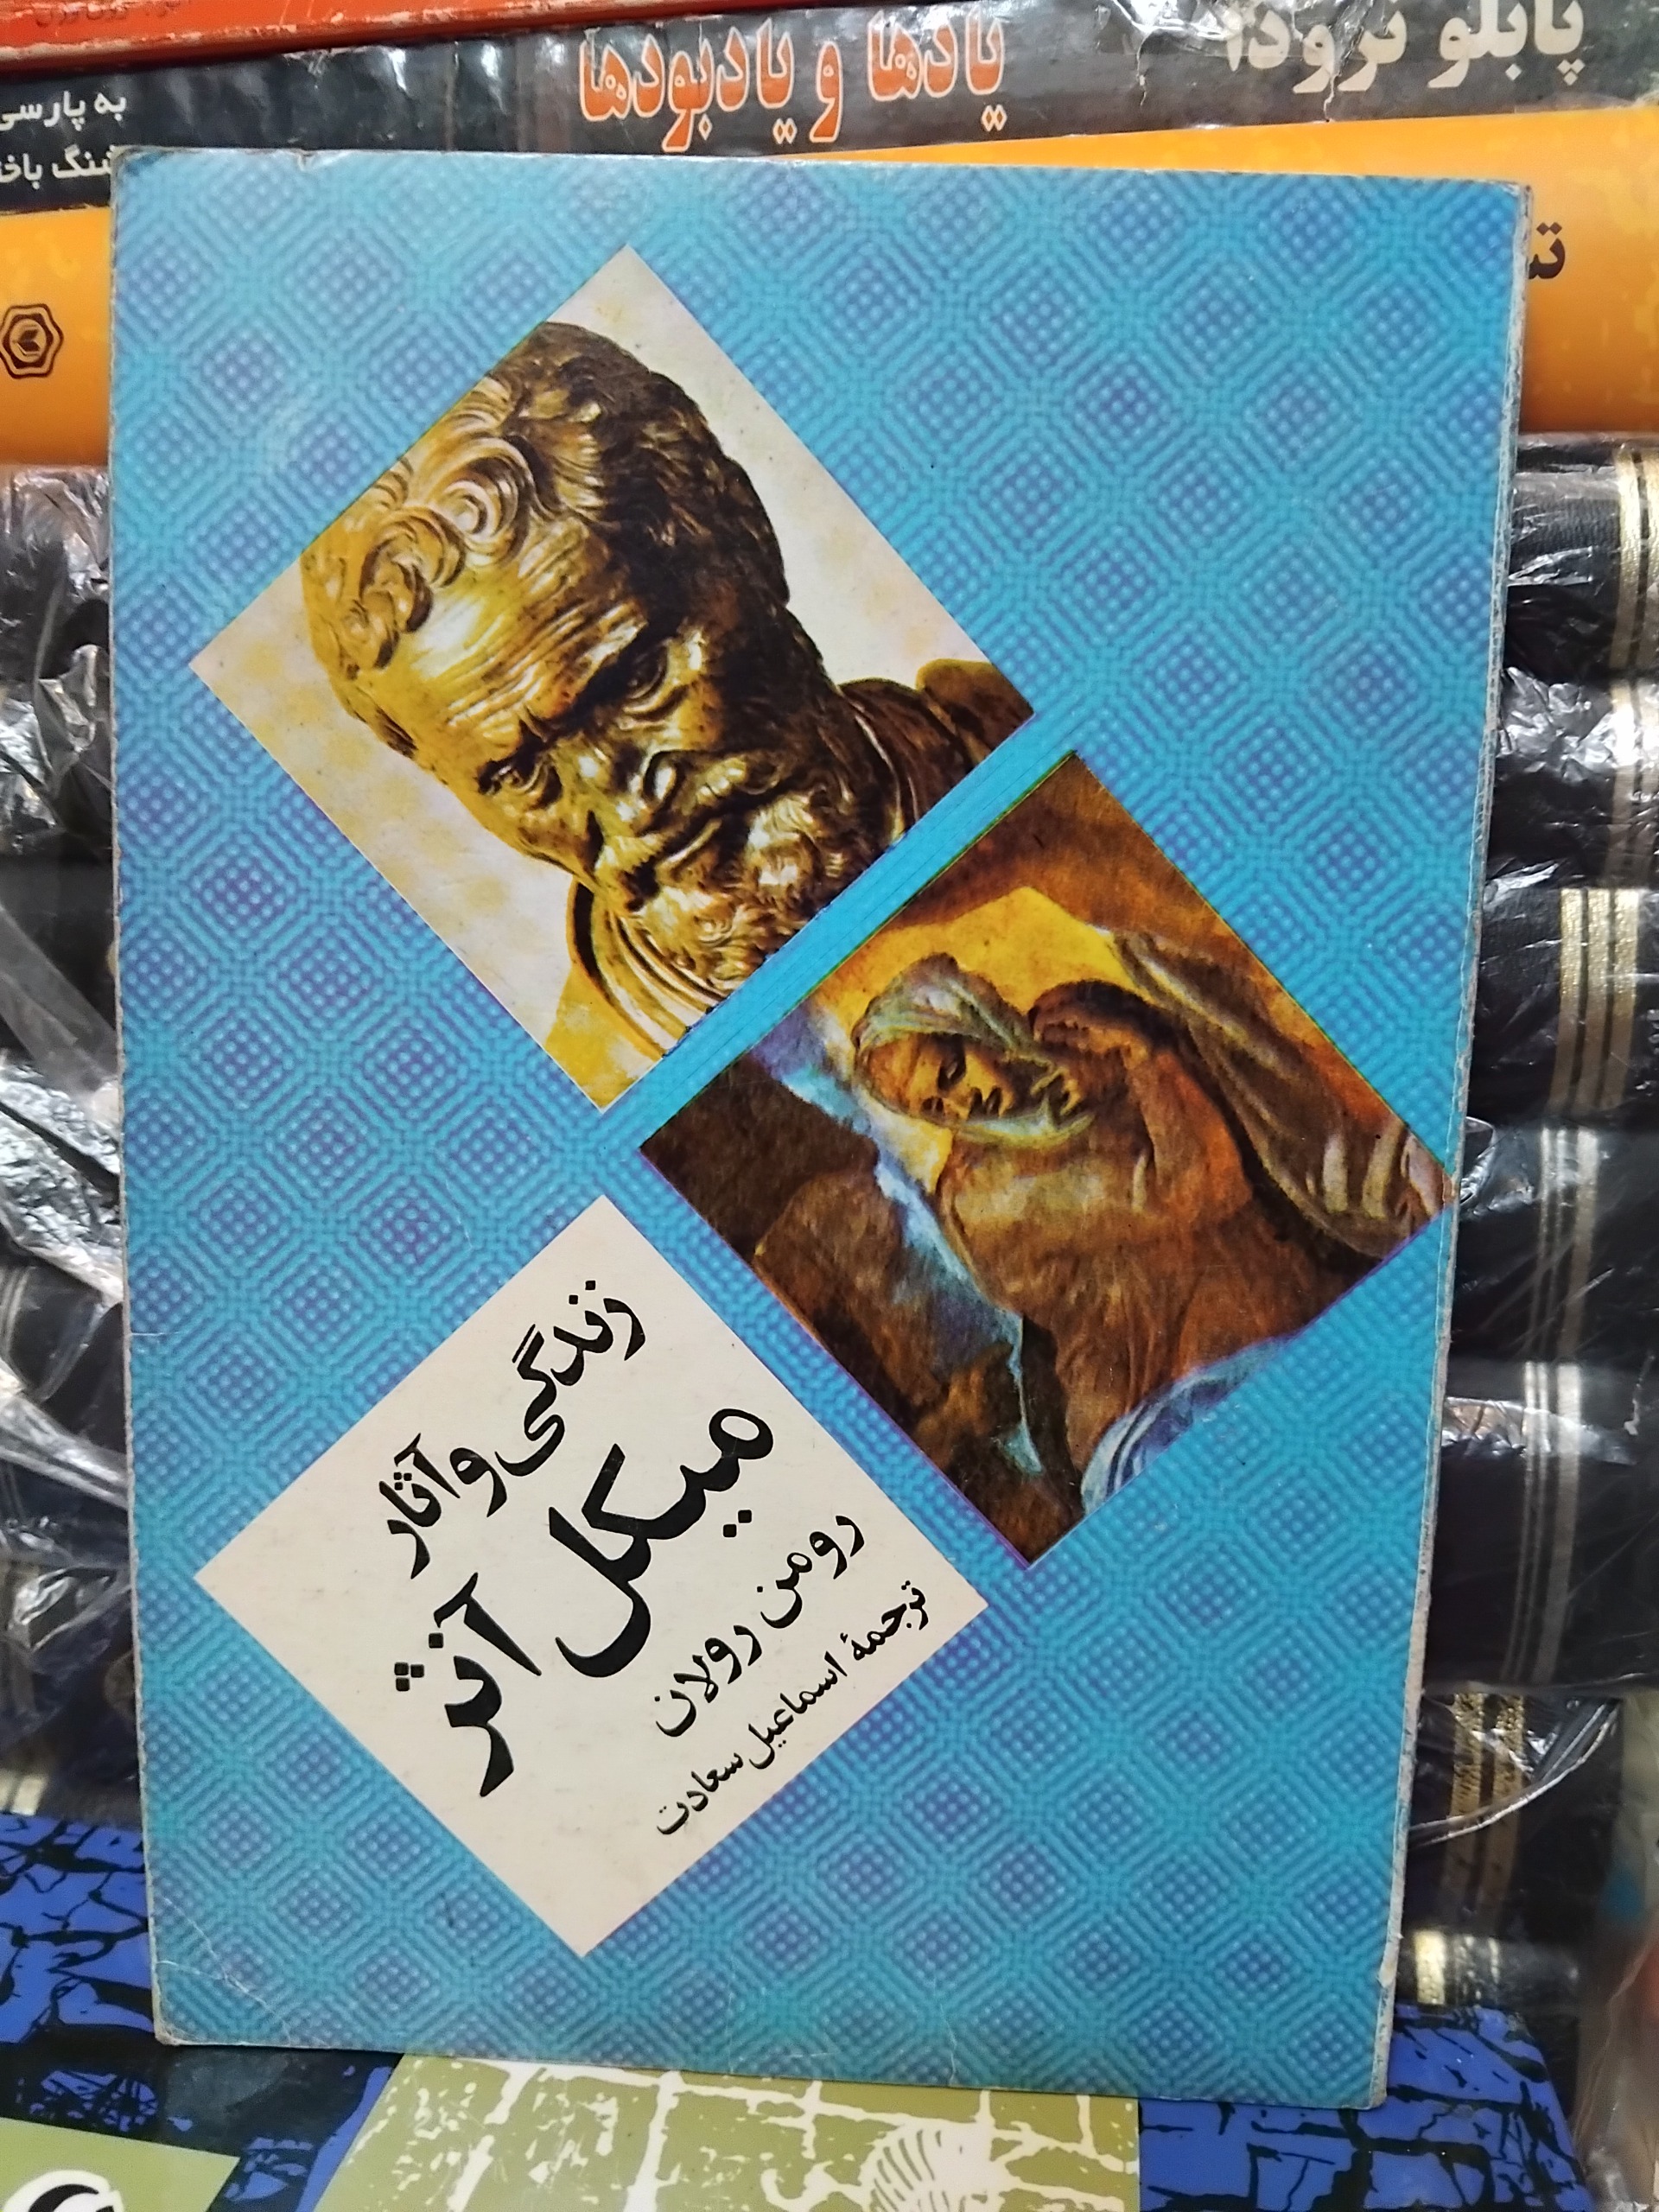 پابلو نرودا
یادها و یادبودها
به پارسی
زندگی و آثار
میکل آنژ
رومن رولان
ترجمهٔ اسماعیل سعادت